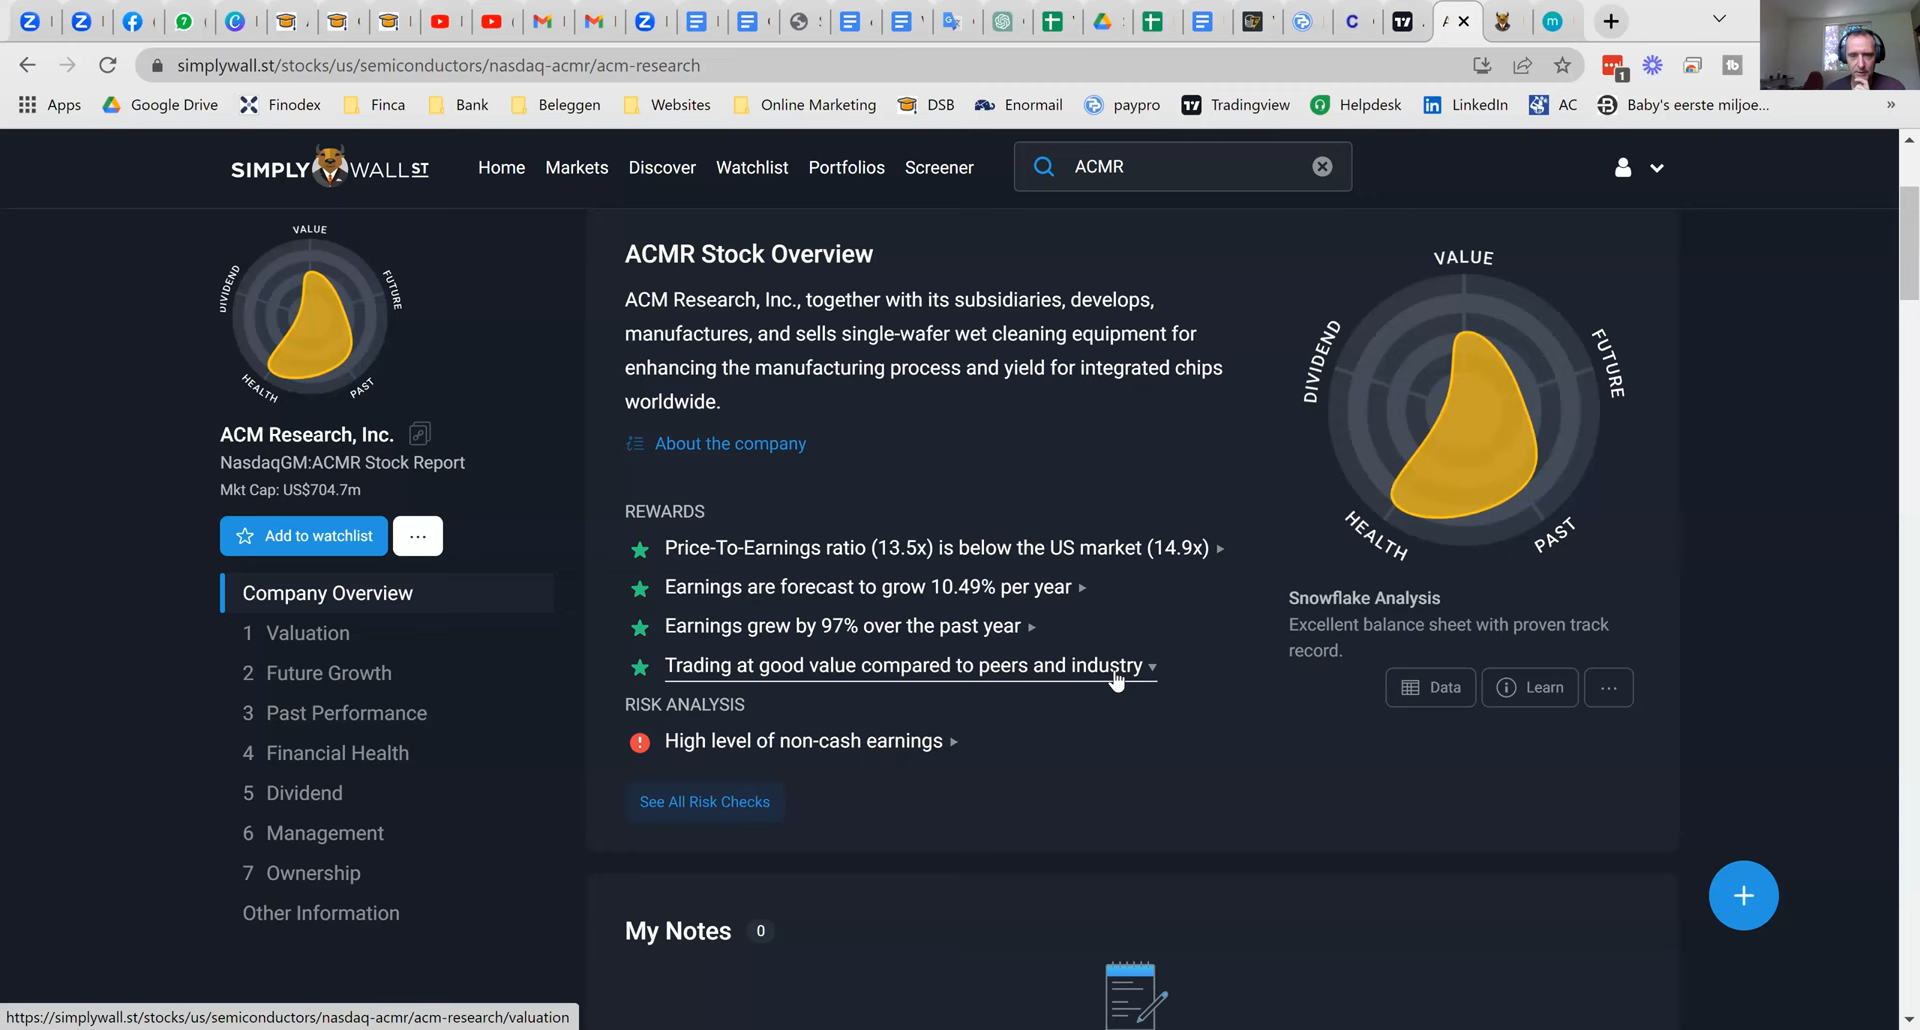 simplywall.st/stocks/us/semiconductors/nasdaq-acmr/acm-research
1
Apps
Google Drive
Finodex
Finca
Bank
Beleggen
Websites
Online Marketing
DSB
Enormail
paypro
Tradingview
Helpdesk
LinkedIn
AC
Baby's eerste miljoe...
»
SIMPLY WALLST
Home
Markets
Discover
Watchlist
Portfolios
Screener
ACMR
VALUE
FUTURE
PAST
HEALTH
DIVIDEND
ACM Research, Inc.
NasdaqGM:ACMR Stock Report
Mkt Cap: US$704.7m
Add to watchlist
...
Company Overview
1 Valuation
2 Future Growth
3 Past Performance
4 Financial Health
5 Dividend
6 Management
7 Ownership
Other Information
ACMR Stock Overview
ACM Research, Inc., together with its subsidiaries, develops,
manufactures, and sells single-wafer wet cleaning equipment for
enhancing the manufacturing process and yield for integrated chips
worldwide.
About the company
REWARDS
Price-To-Earnings ratio (13.5x) is below the US market (14.9x)
Earnings are forecast to grow 10.49% per year
Earnings grew by 97% over the past year
Trading at good value compared to peers and industry
RISK ANALYSIS
High level of non-cash earnings
See All Risk Checks
VALUE
FUTURE
PAST
HEALTH
DIVIDEND
Snowflake Analysis
Excellent balance sheet with proven track
record.
Data
Learn
...
My Notes 0
+
https://simplywall.st/stocks/us/semiconductors/nasdaq-acmr/acm-research/valuation